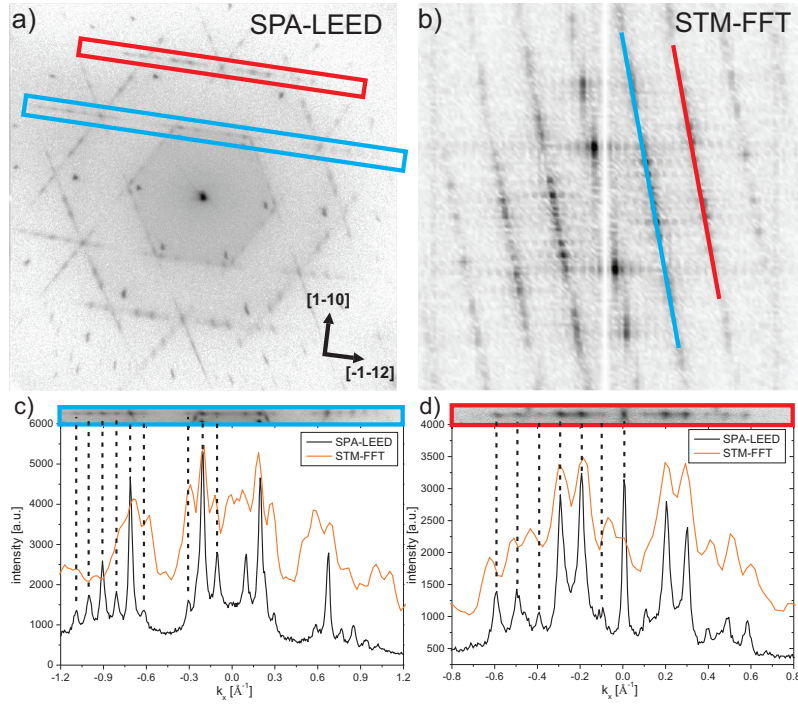 a) SPA-LEED
b) STM-FFT
[1-10]
[-1-12]
c)
6000
5000
4000
3000
2000
1000
0
intensity [a.u.]
SPA-LEED
STM-FFT
-1.2 -0.9 -0.6 -0.3 0.0 0.3 0.6 0.9 1.2
kx [Å-1]
d)
4000
3500
3000
2500
2000
1500
1000
500
intensity [a.u.]
SPA-LEED
STM-FFT
-0.8 -0.6 -0.4 -0.2 0.0 0.2 0.4 0.6 0.8
kx [Å-1]